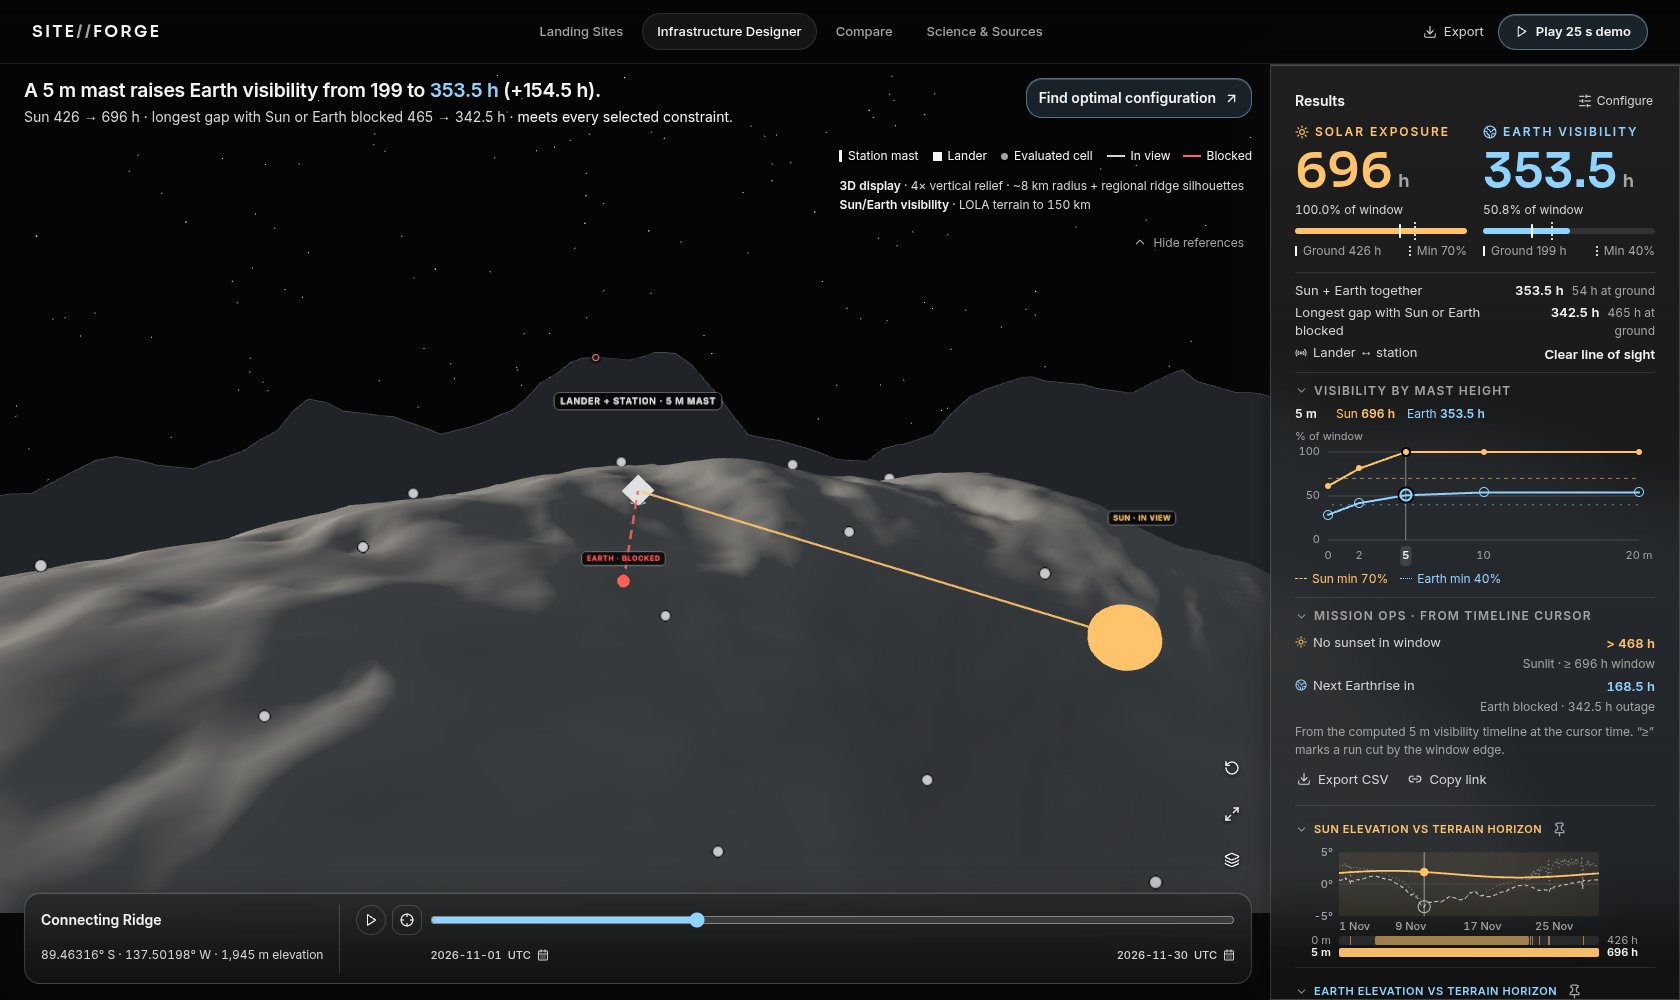 SITE//FORGE
Landing Sites
Infrastructure Designer
Compare
Science & Sources
Export
Play 25 s demo
A 5 m mast raises Earth visibility from 199 to 353.5 h (+154.5 h).
Sun 426 → 696 h · longest gap with Sun or Earth blocked 465 → 342.5 h · meets every selected constraint.
Find optimal configuration
Station mast
Lander
Evaluated cell
In view
Blocked
3D display · 4× vertical relief · ~8 km radius + regional ridge silhouettes
Sun/Earth visibility · LOLA terrain to 150 km
Hide references
LANDER + STATION · 5 M MAST
SUN · IN VIEW
EARTH · BLOCKED
Connecting Ridge
89.46316° S · 137.50198° W · 1,945 m elevation
2026-11-01 UTC
2026-11-30 UTC
Results
Configure
SOLAR EXPOSURE
EARTH VISIBILITY
696 h
353.5 h
100.0% of window
50.8% of window
Ground 426 h
Min 70%
Ground 199 h
Min 40%
Sun + Earth together
353.5 h 54 h at ground
Longest gap with Sun or Earth
blocked
342.5 h 465 h at
ground
Lander ↔ station
Clear line of sight
VISIBILITY BY MAST HEIGHT
5 m Sun 696 h Earth 353.5 h
% of window
100
50
0
0 2 5 10 20 m
Sun min 70%
Earth min 40%
MISSION OPS · FROM TIMELINE CURSOR
No sunset in window
> 468 h
Sunlit · ≥ 696 h window
Next Earthrise in
168.5 h
Earth blocked · 342.5 h outage
From the computed 5 m visibility timeline at the cursor time. "≥"
marks a run cut by the window edge.
Export CSV
Copy link
SUN ELEVATION VS TERRAIN HORIZON
5°
0°
-5°
1 Nov 9 Nov 17 Nov 25 Nov
0 m 426 h
5 m 696 h
EARTH ELEVATION VS TERRAIN HORIZON